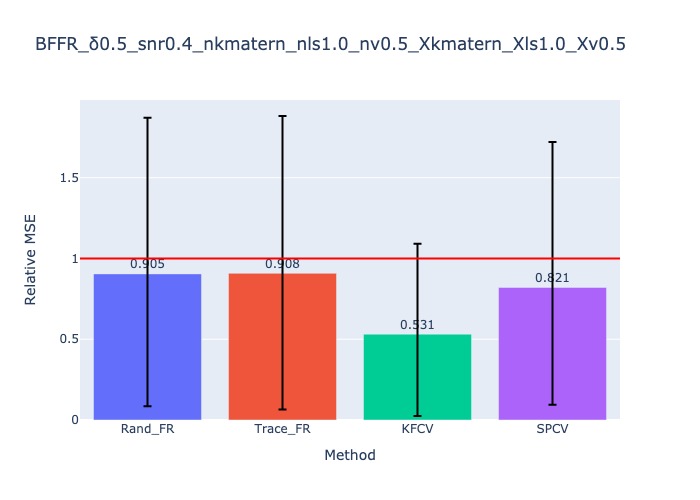 BFFR_δ0.5_snr0.4_nkmatern_nls1.0_nv0.5_Xkmatern_Xls1.0_Xv0.5
1.5
1
0.5
0
Relative MSE
0.905
0.908
0.531
0.821
Rand_FR
Trace_FR
KFCV
SPCV
Method